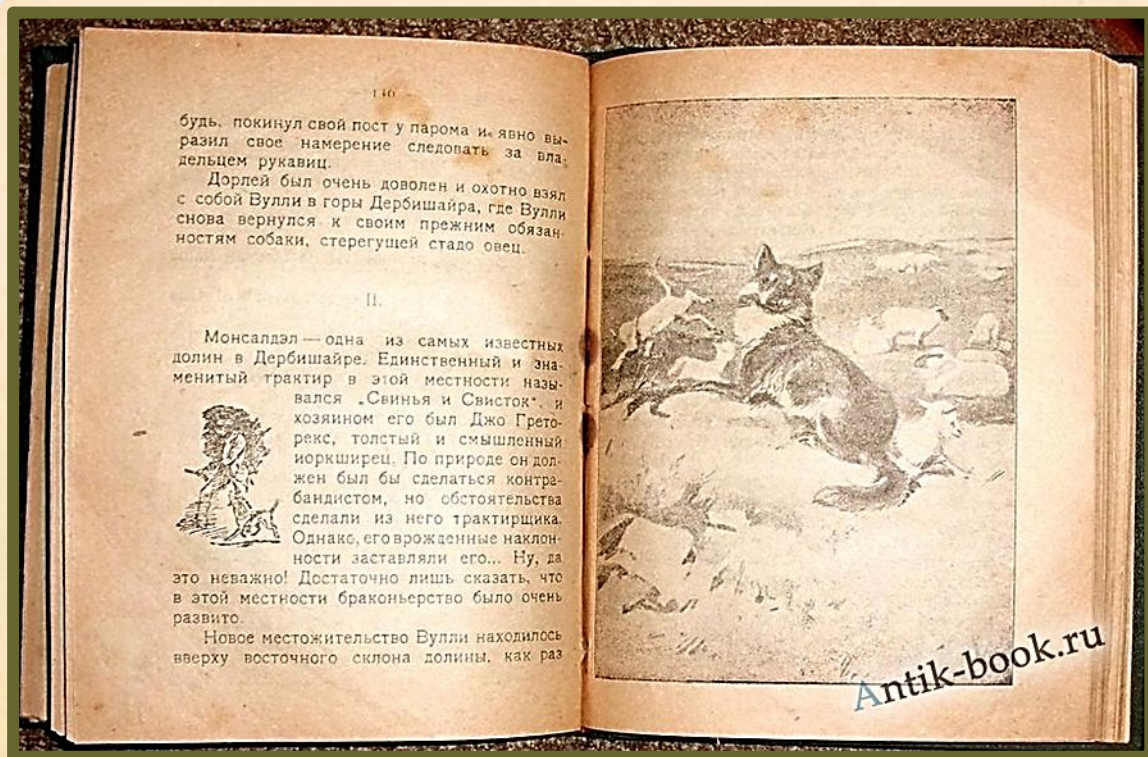 — 146 —
будь, покинул свой пост у парома и явно вы-
разил свое намерение следовать за вла-
дельцем рукавиц.
Дорлей был очень доволен и охотно взял
с собой Вулли в горы Дербишайра, где Вулли
снова вернулся к своим прежним обязан-
ностям собаки, стерегущей стадо овец.
II.
Монсалдэл — одна из самых известных
долин в Дербишайре. Единственный и зна-
менитый трактир в этой местности назы-
вался „Свинья и Свисток“, и
хозяином его был Джо Грето-
рекс, толстый и смышленный
иоркширец. По природе он дол-
жен был бы сделаться контра-
бандистом, но обстоятельства
сделали из него трактирщика.
Однако, его врожденные наклон-
ности заставляли его... Ну, да
это неважно! Достаточно лишь сказать, что
в этой местности браконьерство было очень
развито.
Новое местожительство Вулли находилось
вверху восточного склона долины, как раз
Antik-book.ru